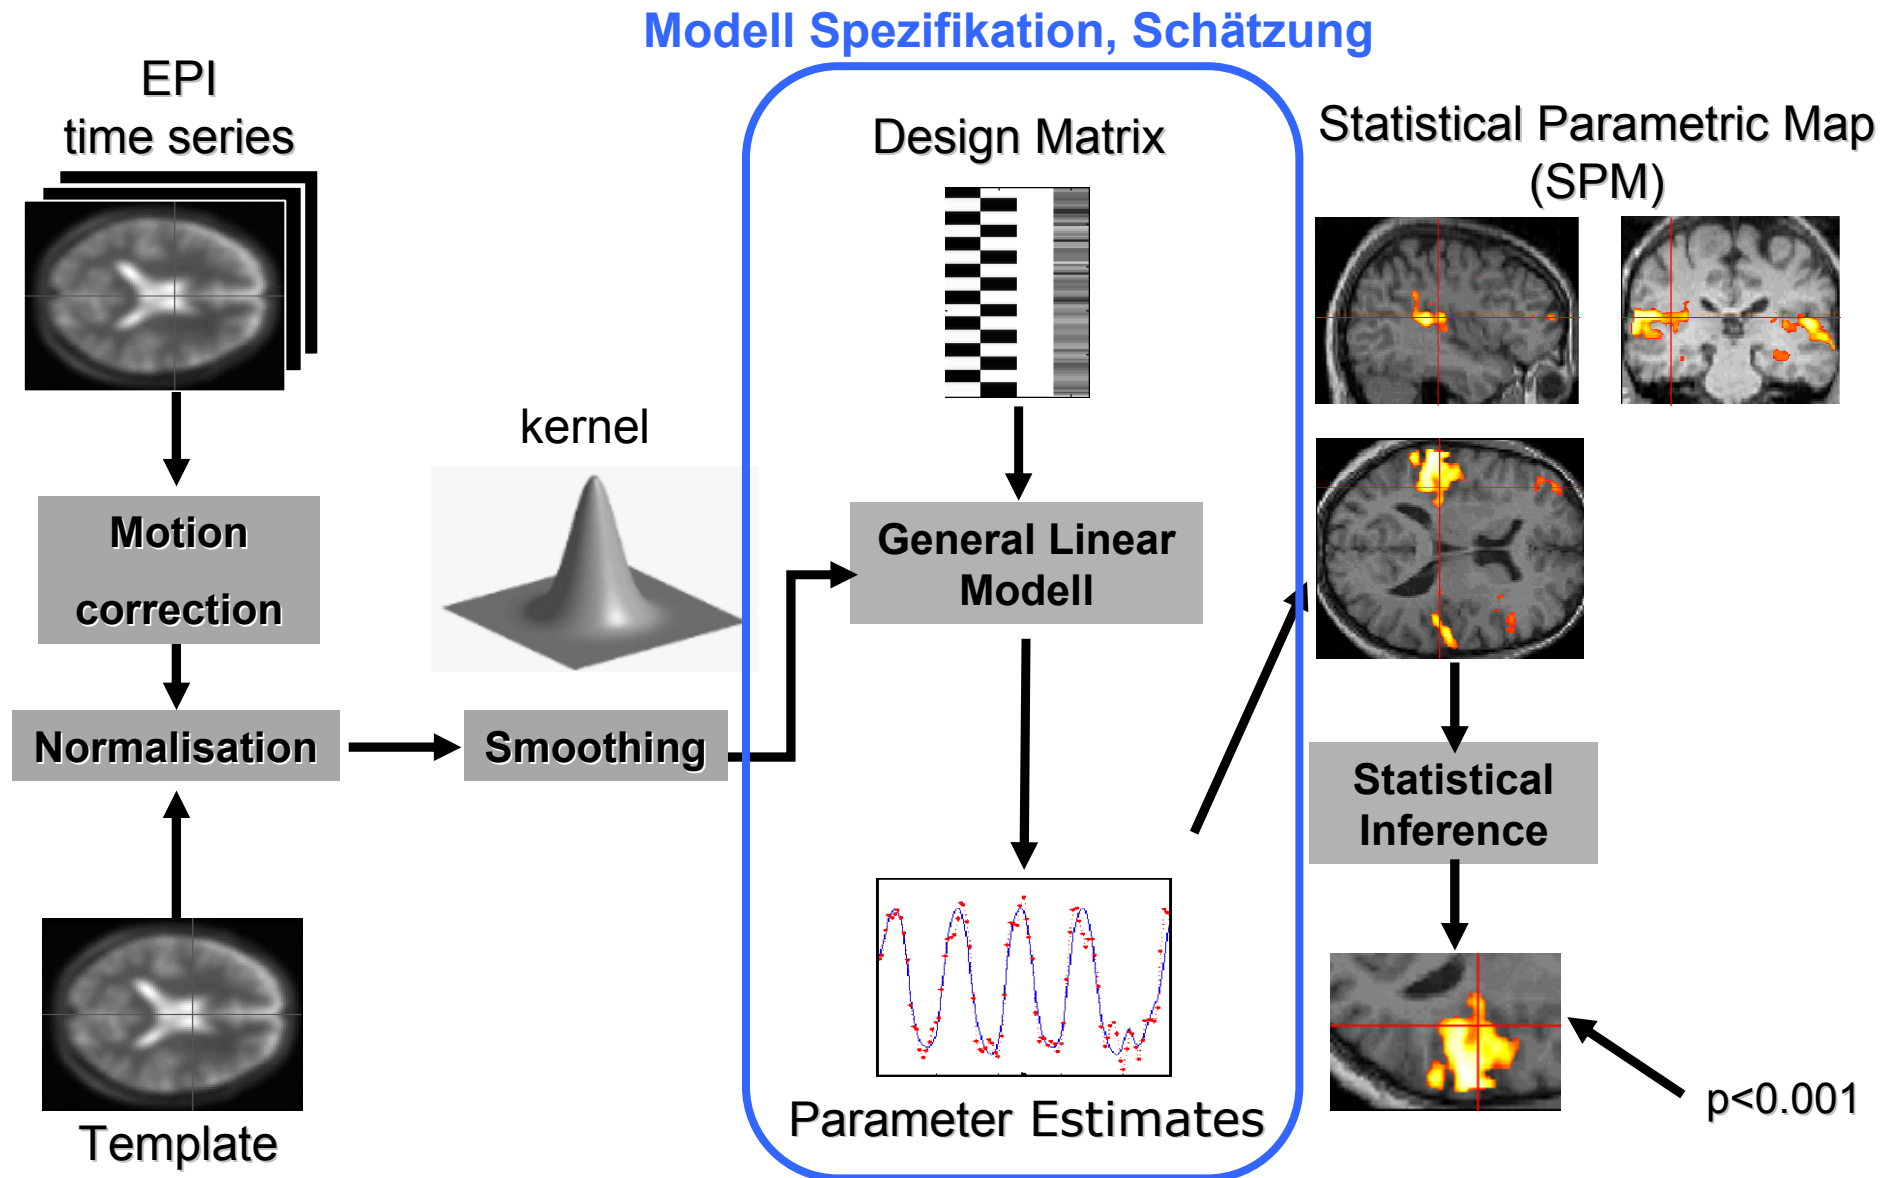 Modell Spezifikation, Schätzung
EPI
time series
Motion
correction
Normalisation
Template
kernel
Smoothing
Design Matrix
General Linear
Modell
Parameter Estimates
Statistical Parametric Map
(SPM)
Statistical
Inference
p<0.001